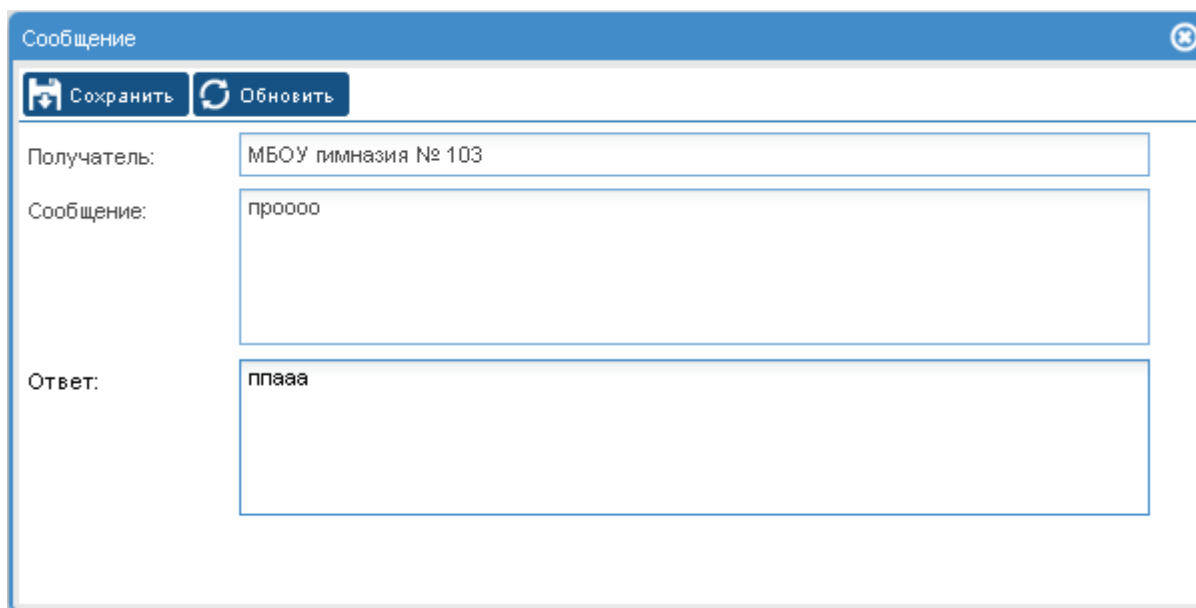 Сообщение
Сохранить Обновить
Получатель: МБОУ гимназия № 103
Сообщение: проооо
Ответ: ппааа